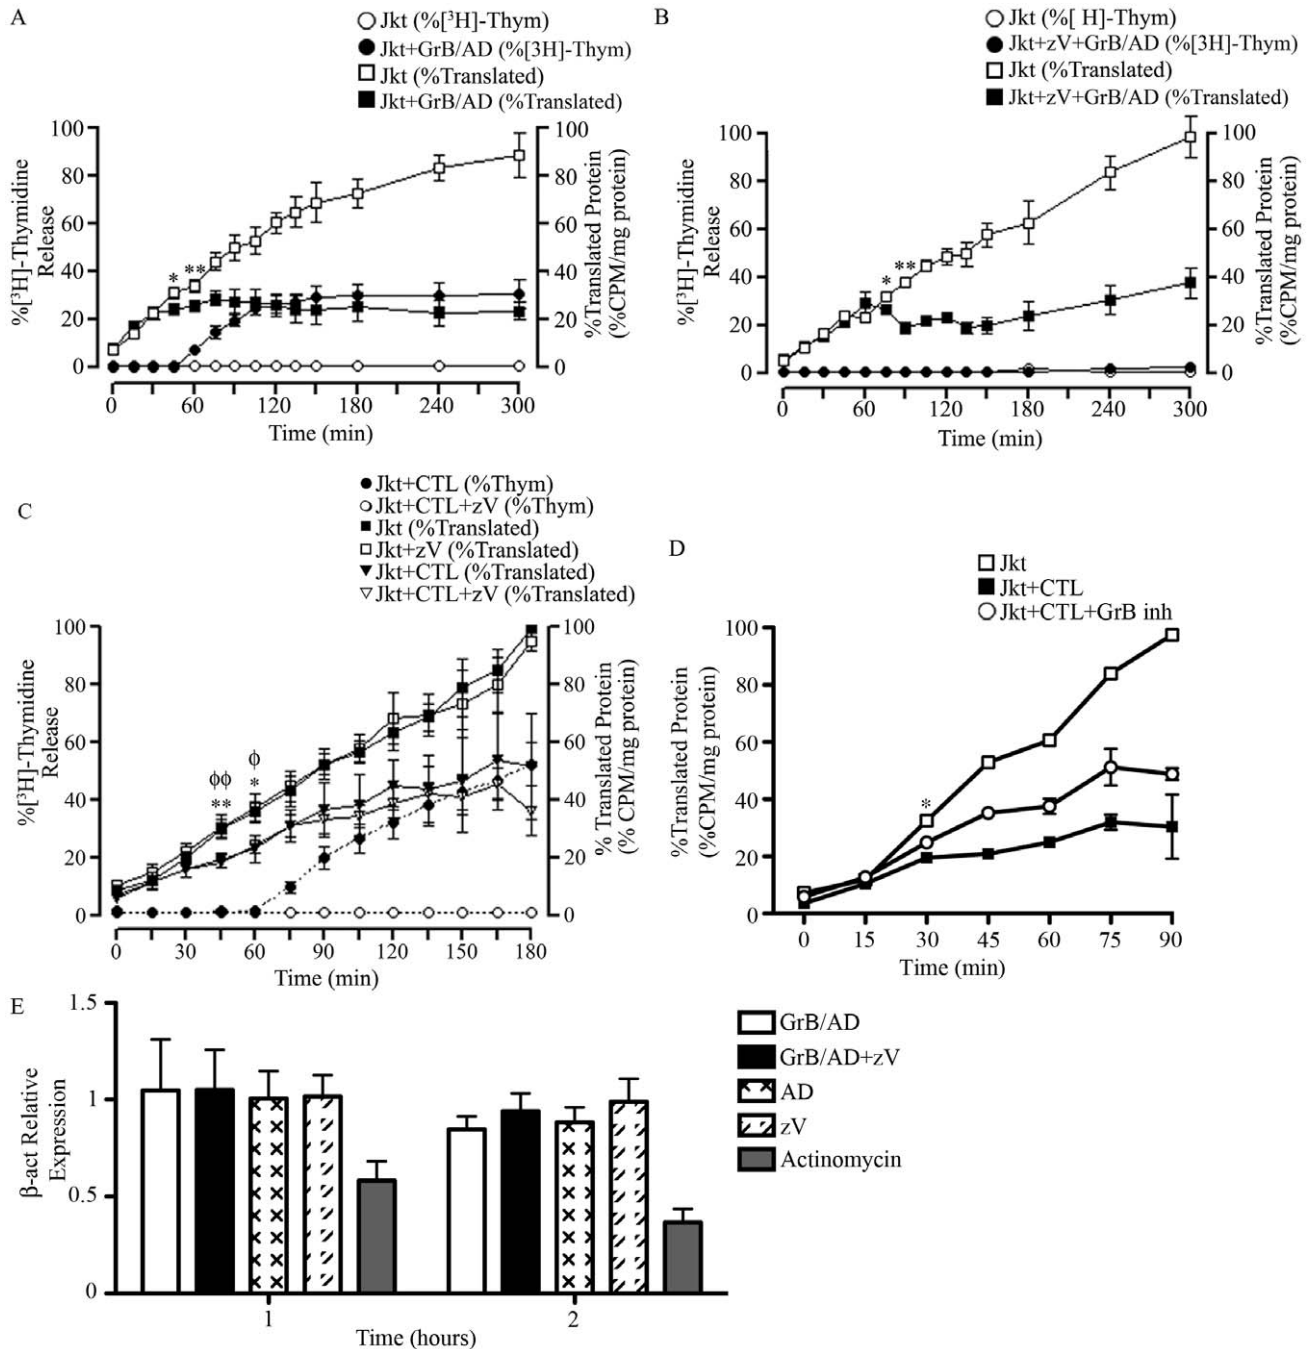 A
Jkt (%[³H]-Thym)
Jkt+GrB/AD (%[3H]-Thym)
Jkt (%Translated)
Jkt+GrB/AD (%Translated)
%[³H]-Thymidine
Release
100
80
60
40
20
0
* **
100
80
60
40
20
0
%Translated Protein
(%CPM/mg protein)
0 60 120 180 240 300
Time (min)
B
Jkt (%[ H]-Thym)
Jkt+zV+GrB/AD (%[3H]-Thym)
Jkt (%Translated)
Jkt+zV+GrB/AD (%Translated)
%[³H]-Thymidine
Release
100
80
60
40
20
0
* **
100
80
60
40
20
0
%Translated Protein
(%CPM/mg protein)
0 60 120 180 240 300
Time (min)
C
Jkt+CTL (%Thym)
Jkt+CTL+zV (%Thym)
Jkt (%Translated)
Jkt+zV (%Translated)
Jkt+CTL (%Translated)
Jkt+CTL+zV (%Translated)
%[³H]-Thymidine
Release
100
80
60
40
20
0
ϕϕ ϕ
** *
100
80
60
40
20
0
% Translated Protein
(% CPM/mg protein)
0 30 60 90 120 150 180
Time (min)
D
Jkt
Jkt+CTL
Jkt+CTL+GrB inh
%Translated Protein
(%CPM/mg protein)
100
80
60
40
20
0
*
0 15 30 45 60 75 90
Time (min)
E
β-act Relative
Expression
1.5
1
0.5
0
1 2
Time (hours)
GrB/AD
GrB/AD+zV
AD
zV
Actinomycin